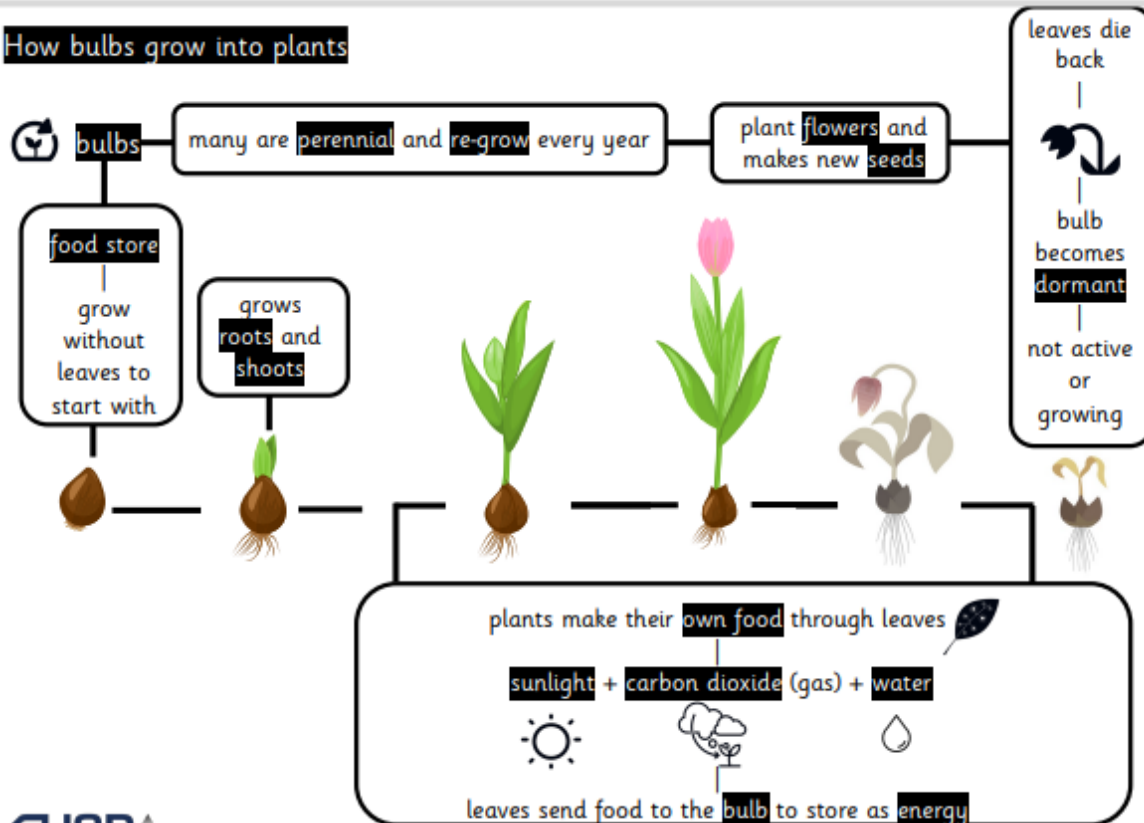 How bulbs grow into plants
bulbs
many are perennial and re-grow every year
plant flowers and
makes new seeds
leaves die
back
bulb
becomes
dormant
not active
or
growing
food store
grow
without
leaves to
start with
grows
roots and
shoots
plants make their own food through leaves
sunlight + carbon dioxide (gas) + water
leaves send food to the bulb to store as energy